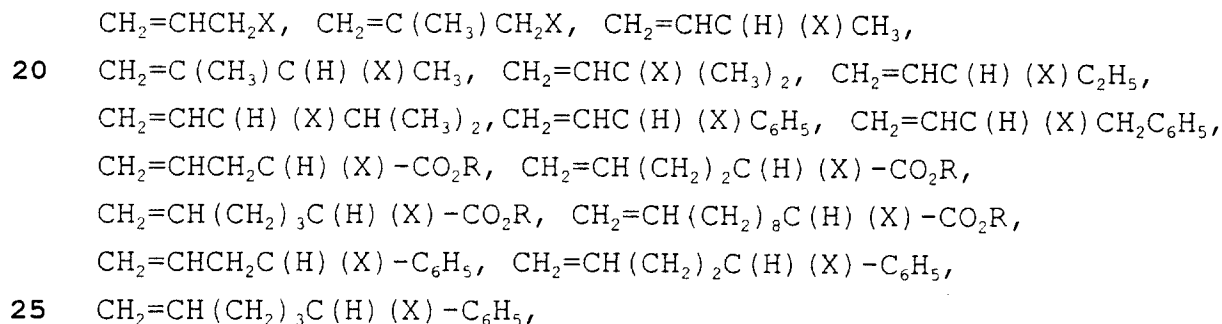 CH₂=CHCH₂X, CH₂=C(CH₃)CH₂X, CH₂=CHC(H)(X)CH₃,
20 CH₂=C(CH₃)C(H)(X)CH₃, CH₂=CHC(X)(CH₃)₂, CH₂=CHC(H)(X)C₂H₅,
CH₂=CHC(H)(X)CH(CH₃)₂, CH₂=CHC(H)(X)C₆H₅, CH₂=CHC(H)(X)CH₂C₆H₅,
CH₂=CHCH₂C(H)(X)-CO₂R, CH₂=CH(CH₂)₂C(H)(X)-CO₂R,
CH₂=CH(CH₂)₃C(H)(X)-CO₂R, CH₂=CH(CH₂)₈C(H)(X)-CO₂R,
CH₂=CHCH₂C(H)(X)-C₆H₅, CH₂=CH(CH₂)₂C(H)(X)-C₆H₅,
25 CH₂=CH(CH₂)₃C(H)(X)-C₆H₅,